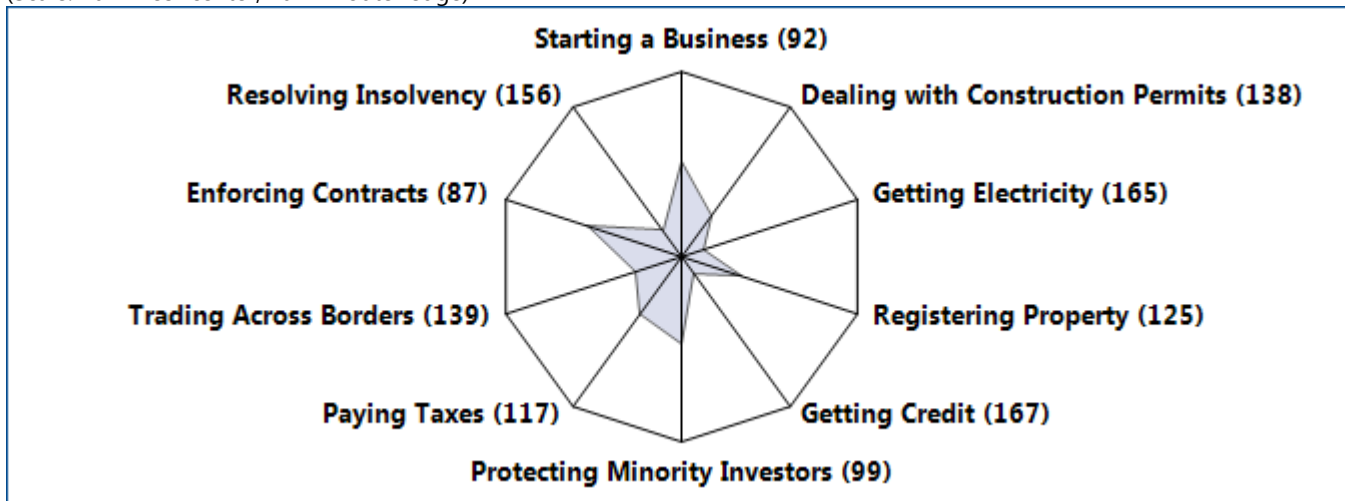 Starting a Business (92)
Resolving Insolvency (156)
Dealing with Construction Permits (138)
Enforcing Contracts (87)
Getting Electricity (165)
Trading Across Borders (139)
Registering Property (125)
Paying Taxes (117)
Getting Credit (167)
Protecting Minority Investors (99)